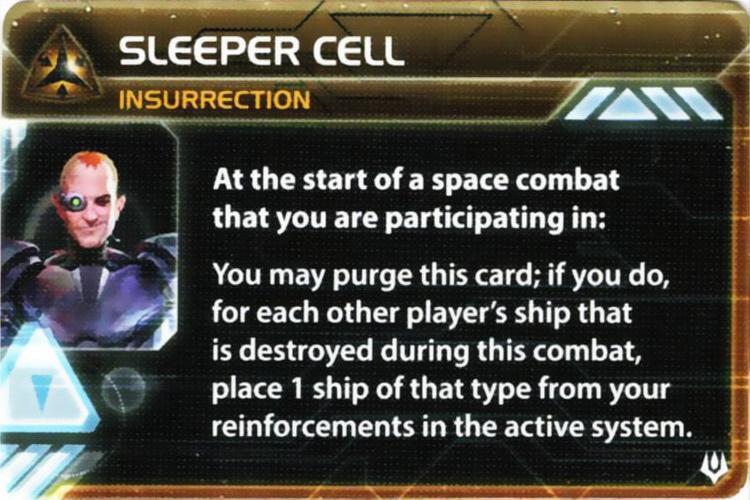 SLEEPER CELL
INSURRECTION
At the start of a space combat
that you are participating in:
You may purge this card; if you do,
for each other player's ship that
is destroyed during this combat,
place 1 ship of that type from your
reinforcements in the active system.